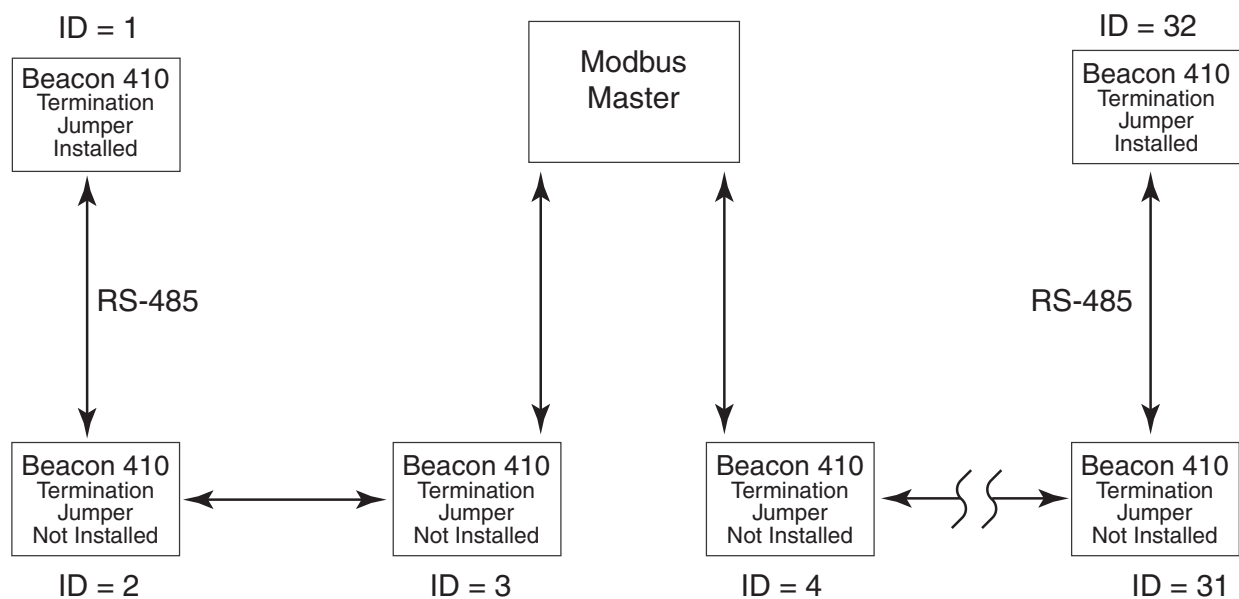 ID = 1
Beacon 410
Termination
Jumper
Installed
Modbus
Master
ID = 32
Beacon 410
Termination
Jumper
Installed
RS-485
RS-485
Beacon 410
Termination
Jumper
Not Installed
ID = 2
Beacon 410
Termination
Jumper
Not Installed
ID = 3
Beacon 410
Termination
Jumper
Not Installed
ID = 4
Beacon 410
Termination
Jumper
Not Installed
ID = 31